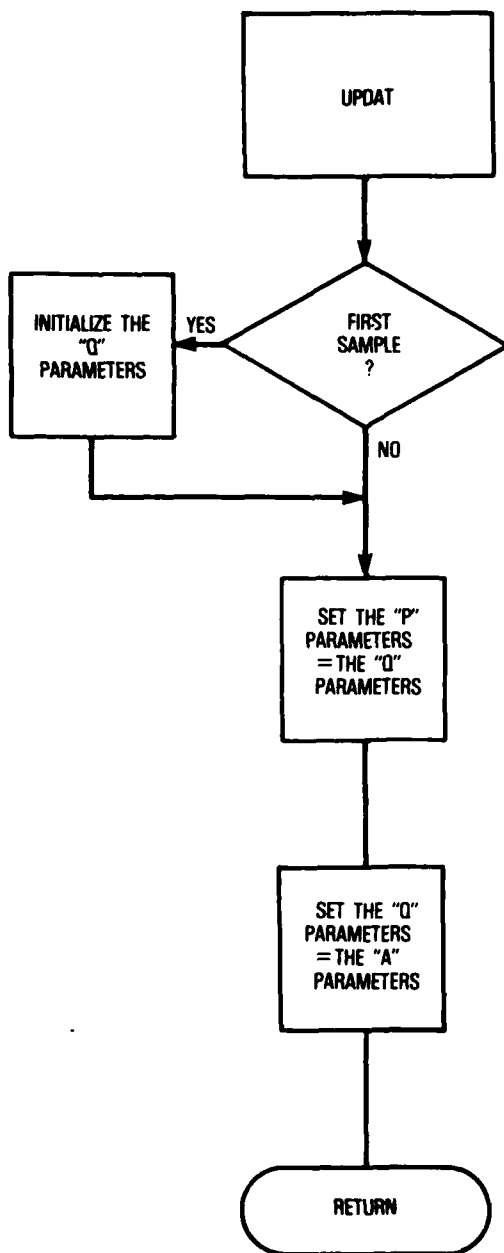 UPDAT
FIRST
SAMPLE
?
YES
INITIALIZE THE
"Q"
PARAMETERS
NO
SET THE "P"
PARAMETERS
= THE "Q"
PARAMETERS
SET THE "Q"
PARAMETERS
= THE "A"
PARAMETERS
RETURN